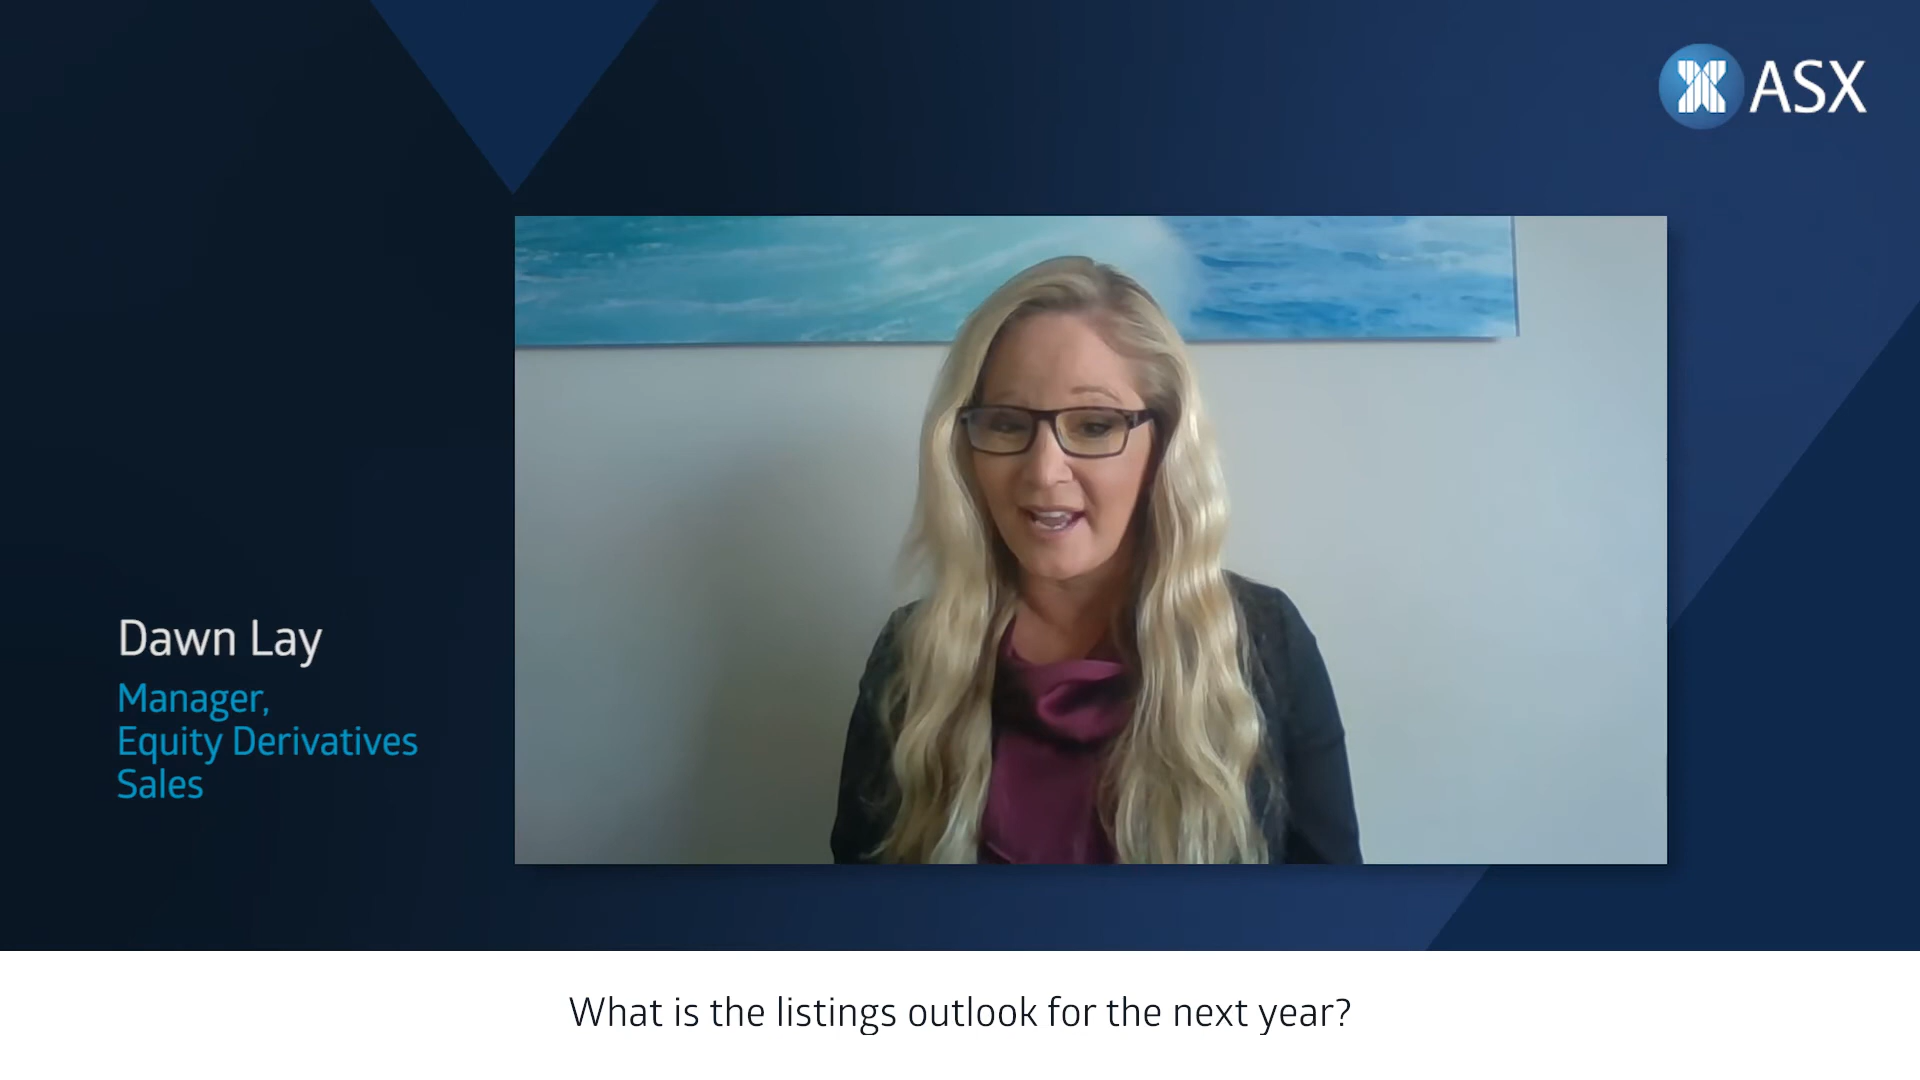 ASX
Dawn Lay
Manager,
Equity Derivatives
Sales
What is the listings outlook for the next year?